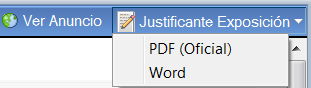 Ver Anuncio Justificante Exposición
PDF (Oficial)
Word